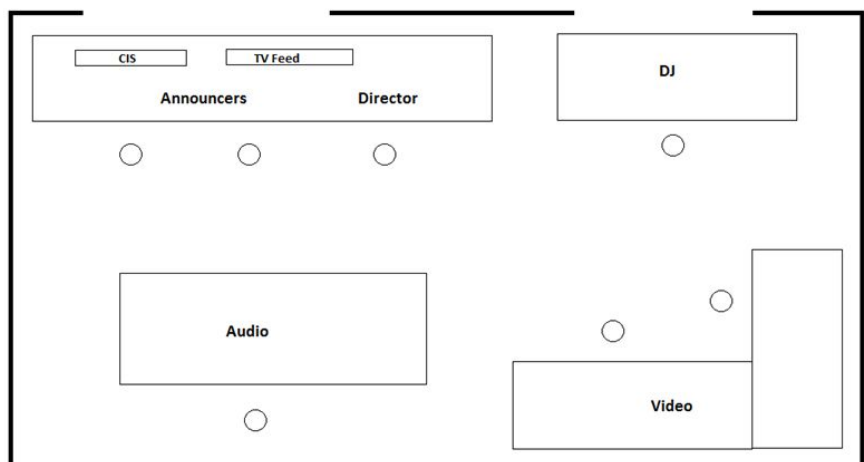 CIS
TV Feed
DJ
Announcers
Director
Audio
Video